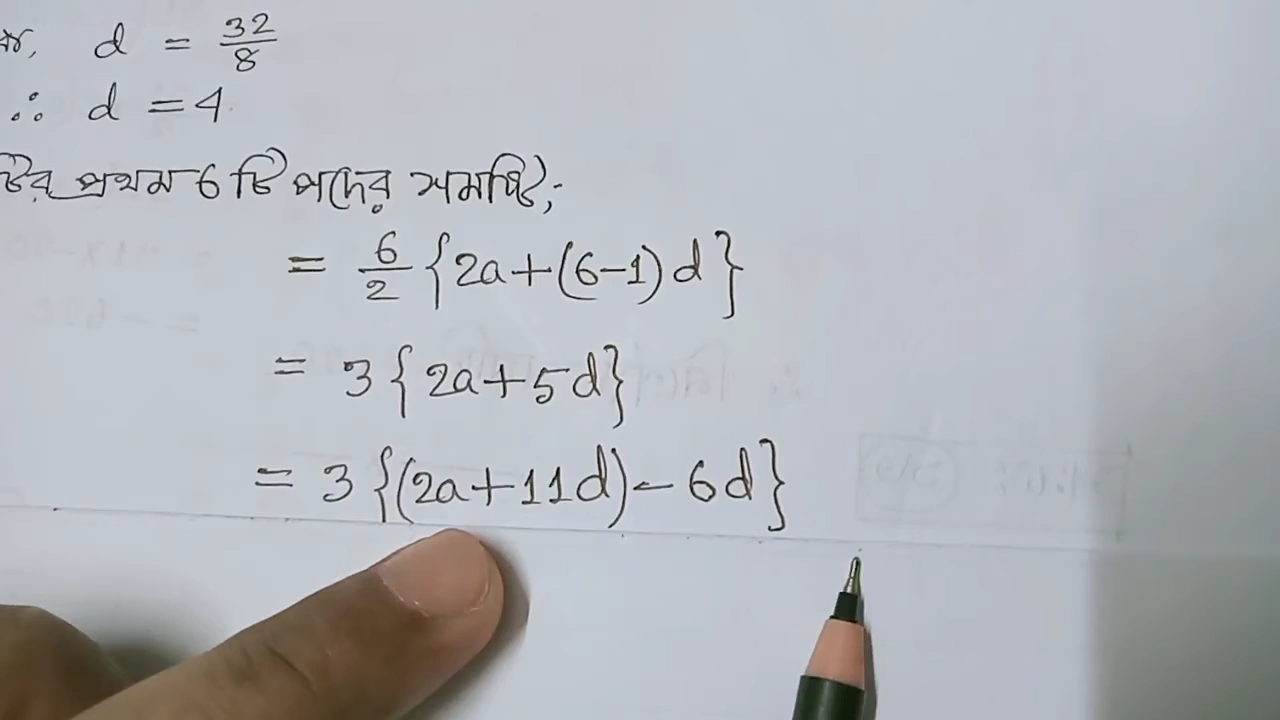 d = 32/8
∴ d = 4
প্রথম 6 টি পদের সমষ্টি;
= 6/2 {2a+(6-1)d}
= 3 {2a+5d}
= 3 {(2a+11d)-6d}